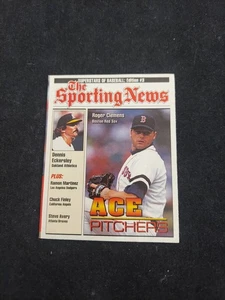 SUPERSTARS OF BASEBALL: Edition #3
The
Sporting News
Roger Clemens
Boston Red Sox
Dennis
Eckersley
Oakland Athletics
PLUS:
Ramon Martinez
Los Angeles Dodgers
Chuck Finley
California Angels
Steve Avery
Atlanta Braves
ACE
PITCHERS